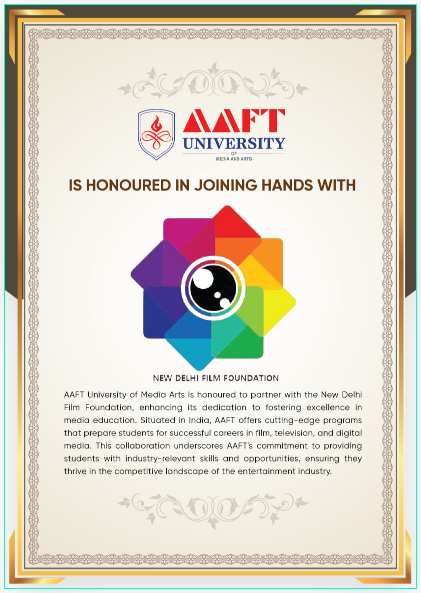 AAFT
UNIVERSITY
OF
MEDIA AND ARTS
IS HONOURED IN JOINING HANDS WITH
NEW DELHI FILM FOUNDATION
AAFT University of Media Arts is honoured to partner with the New Delhi
Film Foundation, enhancing its dedication to fostering excellence in
media education. Situated in India, AAFT offers cutting-edge programs
that prepare students for successful careers in film, television, and digital
media. This collaboration underscores AAFT's commitment to providing
students with industry-relevant skills and opportunities, ensuring they
thrive in the competitive landscape of the entertainment industry.